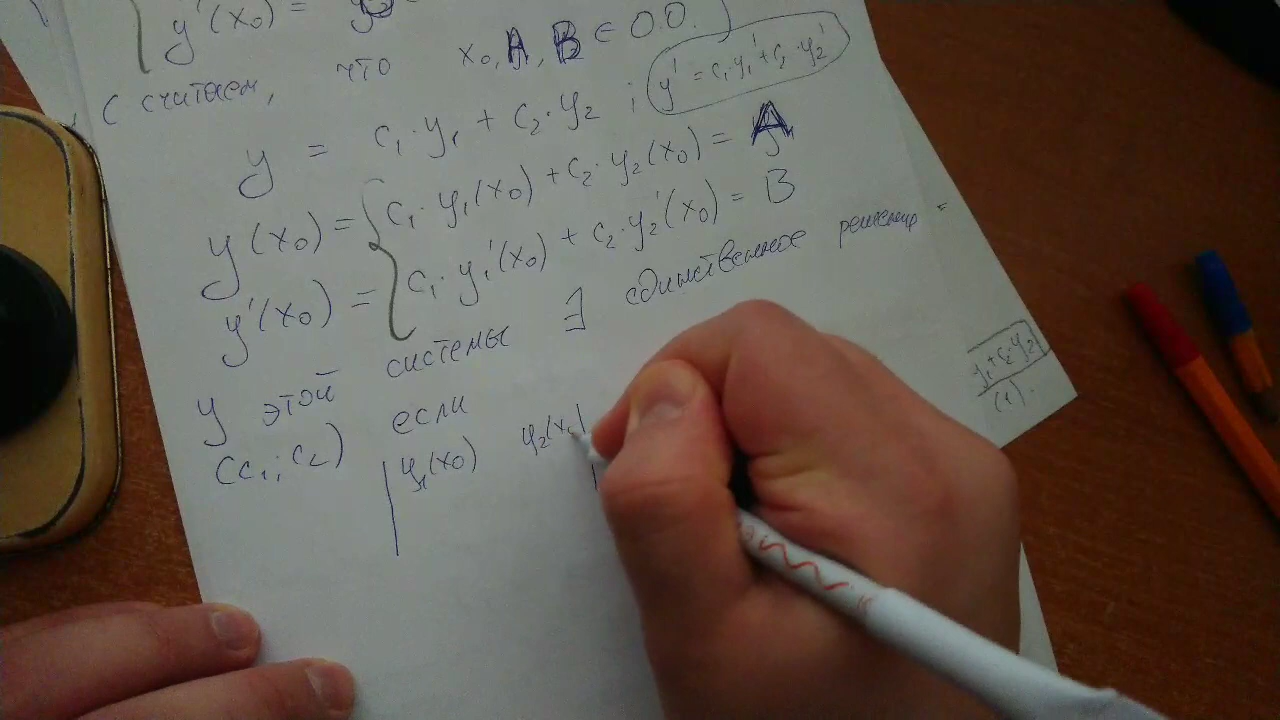 y'(x₀) =
( считаем, что x₀, A, B ∈ О.О. )
y = c₁·y₁ + c₂·y₂ ; y' = c₁y₁' + c₂·y₂'
y(x₀) = { c₁·y₁(x₀) + c₂·y₂(x₀) = A
y'(x₀) = { c₁·y₁'(x₀) + c₂·y₂'(x₀) = B
у этой системы ∃ единственное решение =
(c₁; c₂) если
| y₁(x₀) y₂(x₀) |
y₁+c₂·y₂
(1).